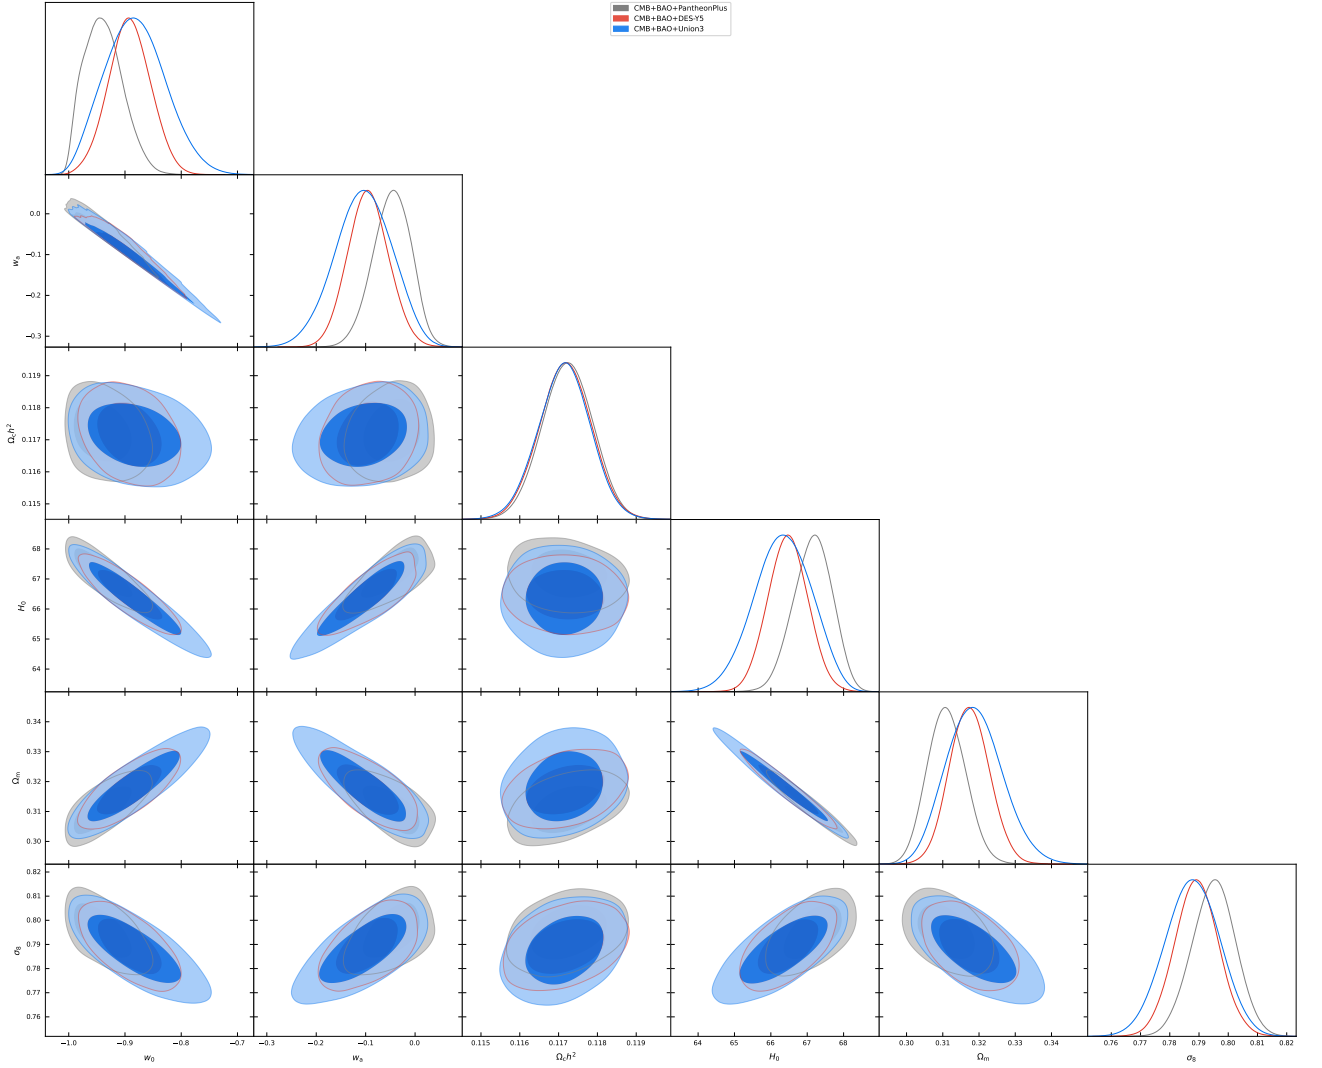 CMB+BAO+PantheonPlus
CMB+BAO+DES-Y5
CMB+BAO+Union3
0.0
−0.1
−0.2
−0.3
wₐ
0.119
0.118
0.117
0.116
0.115
Ω_c h²
68
67
66
65
64
H₀
0.34
0.33
0.32
0.31
0.30
Ωₘ
0.82
0.81
0.80
0.79
0.78
0.77
0.76
σ₈
−1.0 −0.9 −0.8 −0.7
w₀
−0.3 −0.2 −0.1 0.0
wₐ
0.115 0.116 0.117 0.118 0.119
Ω_c h²
64 65 66 67 68
H₀
0.30 0.31 0.32 0.33 0.34
Ωₘ
0.76 0.77 0.78 0.79 0.80 0.81 0.82
σ₈